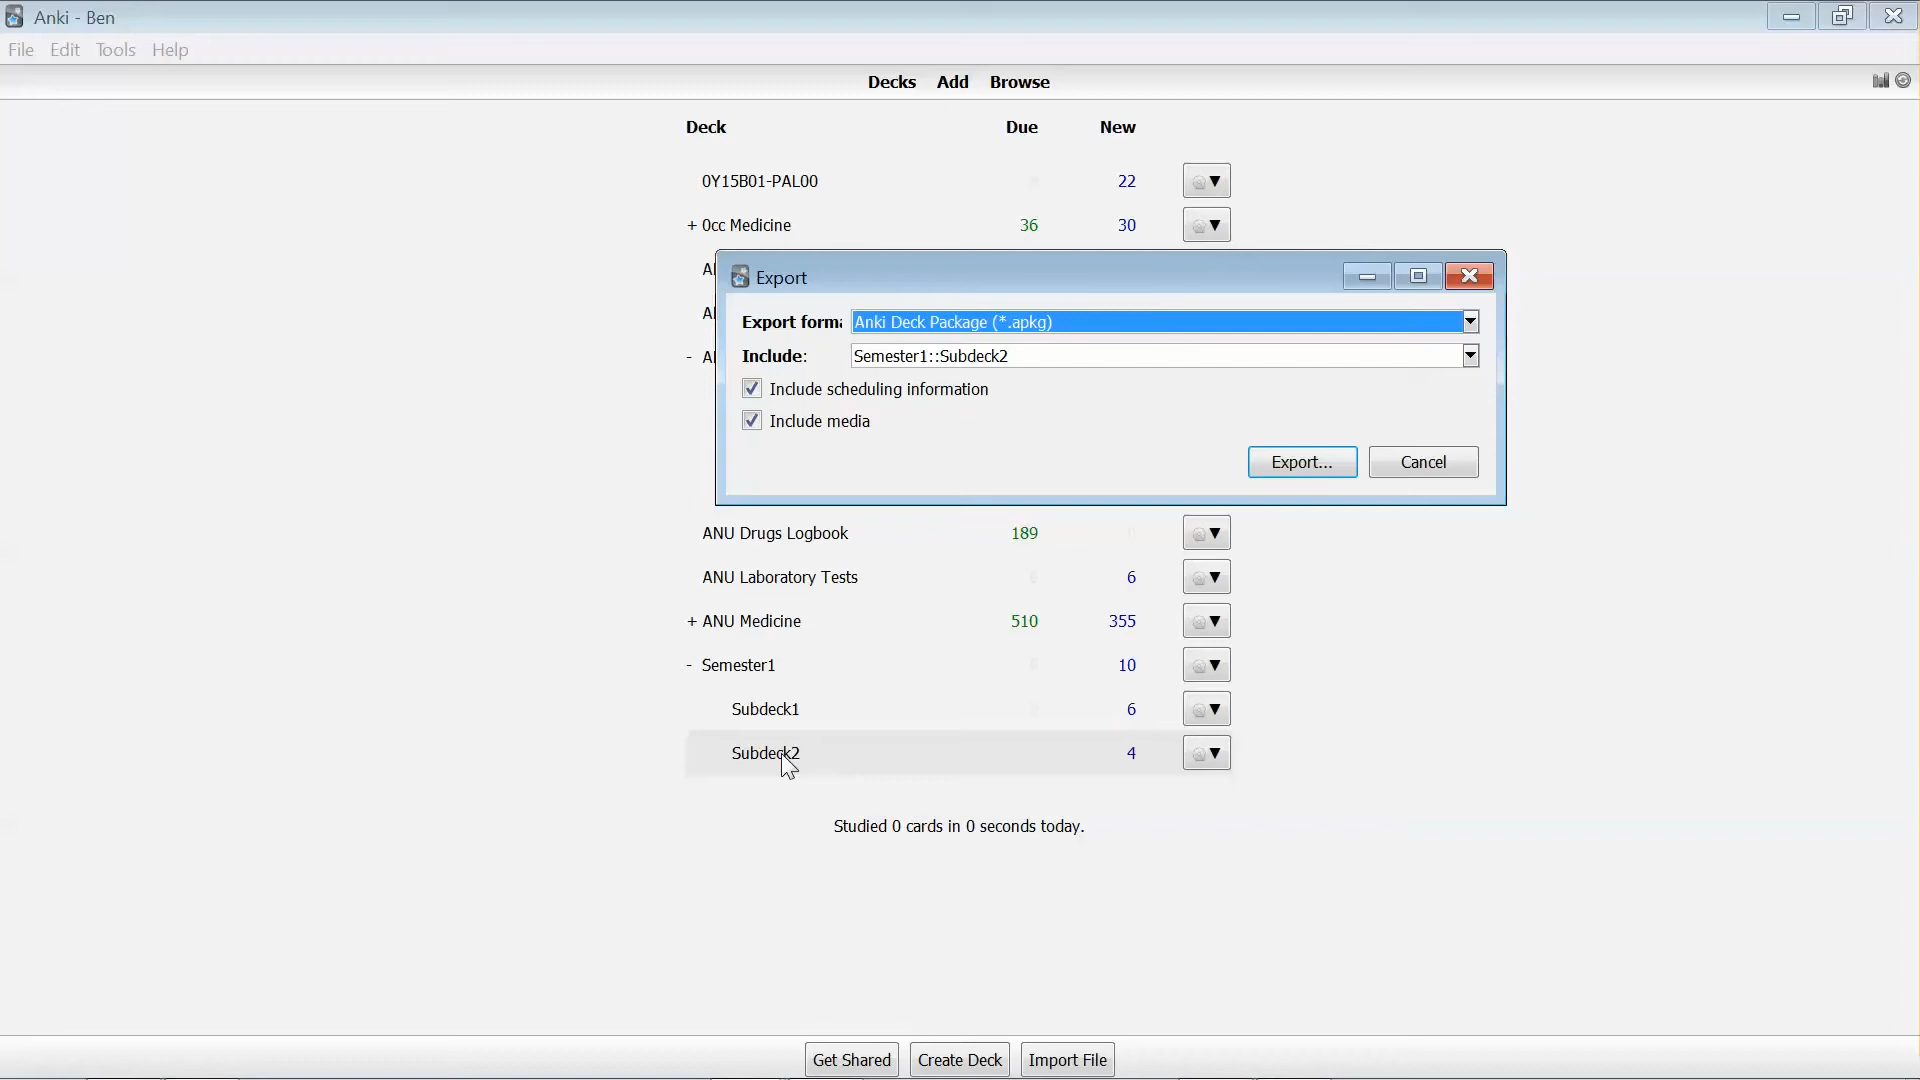 Anki - Ben
File Edit Tools Help
Decks Add Browse
Deck Due New
0Y15B01-PAL00 22
+ 0cc Medicine 36 30
Export
Export forma Anki Deck Package (*.apkg)
Include: Semester1::Subdeck2
Include scheduling information
Include media
Export... Cancel
ANU Drugs Logbook 189
ANU Laboratory Tests 6
+ ANU Medicine 510 355
- Semester1 10
Subdeck1 6
Subdeck2 4
Studied 0 cards in 0 seconds today.
Get Shared Create Deck Import File